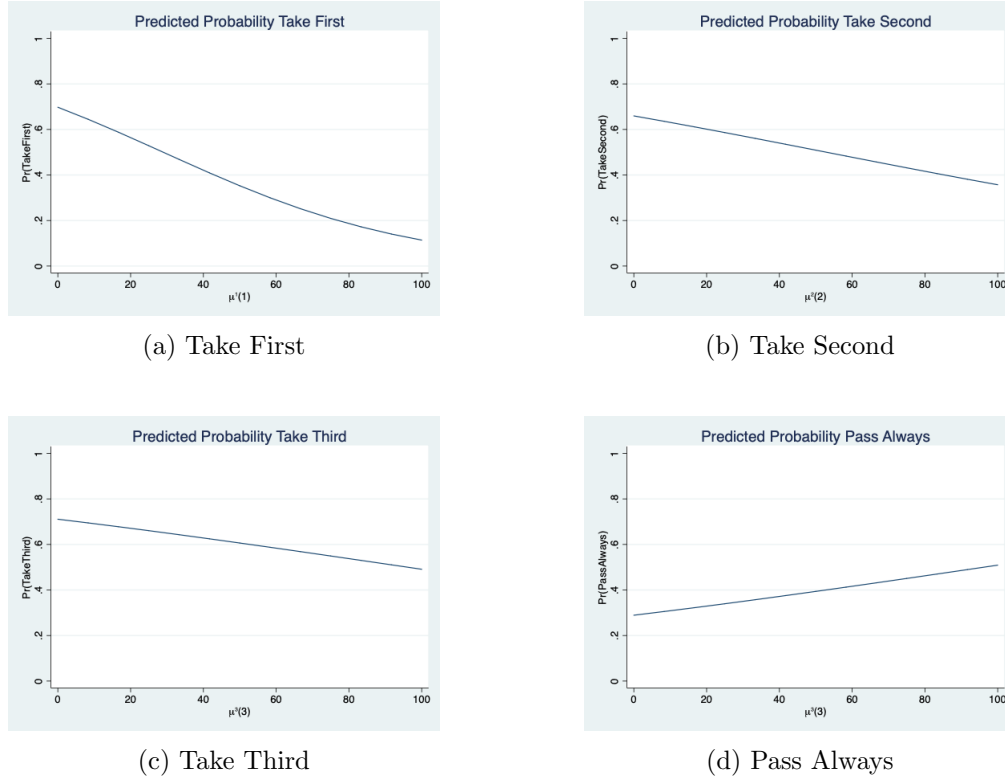 Predicted Probability Take First
Pr(TakeFirst)
1
.8
.6
.4
.2
0
0 20 40 60 80 100
μ¹(1)
(a) Take First
Predicted Probability Take Second
Pr(TakeSecond)
1
.8
.6
.4
.2
0
0 20 40 60 80 100
μ²(2)
(b) Take Second
Predicted Probability Take Third
Pr(TakeThird)
1
.8
.6
.4
.2
0
0 20 40 60 80 100
μ³(3)
(c) Take Third
Predicted Probability Pass Always
Pr(PassAlways)
1
.8
.6
.4
.2
0
0 20 40 60 80 100
μ³(3)
(d) Pass Always